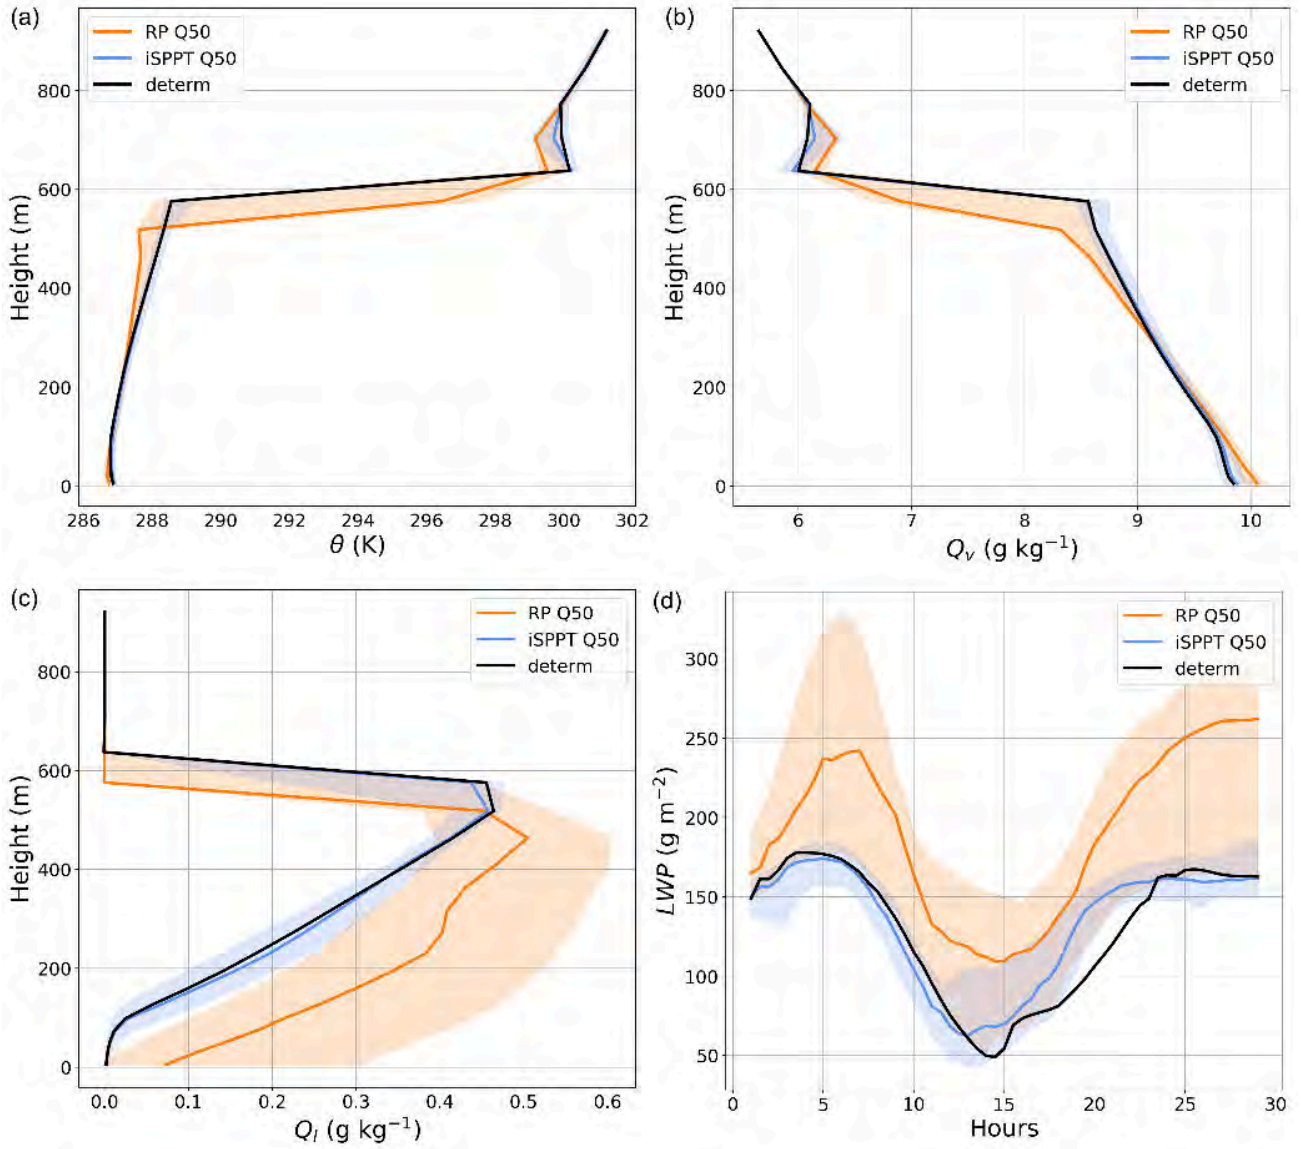 (a)
RP Q50
iSPPT Q50
determ
800
600
400
200
0
Height (m)
286 288 290 292 294 296 298 300 302
θ (K)
(b)
RP Q50
iSPPT Q50
determ
800
600
400
200
0
Height (m)
6 7 8 9 10
Qv (g kg−1)
(c)
RP Q50
iSPPT Q50
determ
800
600
400
200
0
Height (m)
0.0 0.1 0.2 0.3 0.4 0.5 0.6
Ql (g kg−1)
(d)
RP Q50
iSPPT Q50
determ
300
250
200
150
100
50
LWP (g m−2)
0 5 10 15 20 25 30
Hours